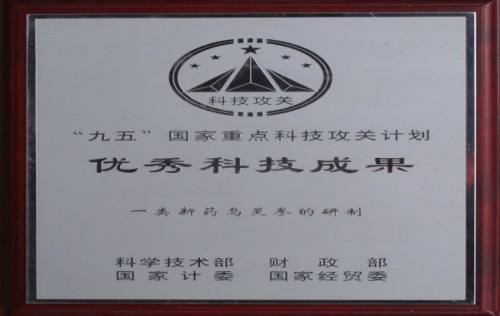 科技攻关
“九五”国家重点科技攻关计划
优秀科技成果
一类新药乌灵参的研制
科学技术部 财政部
国家计委 国家经贸委